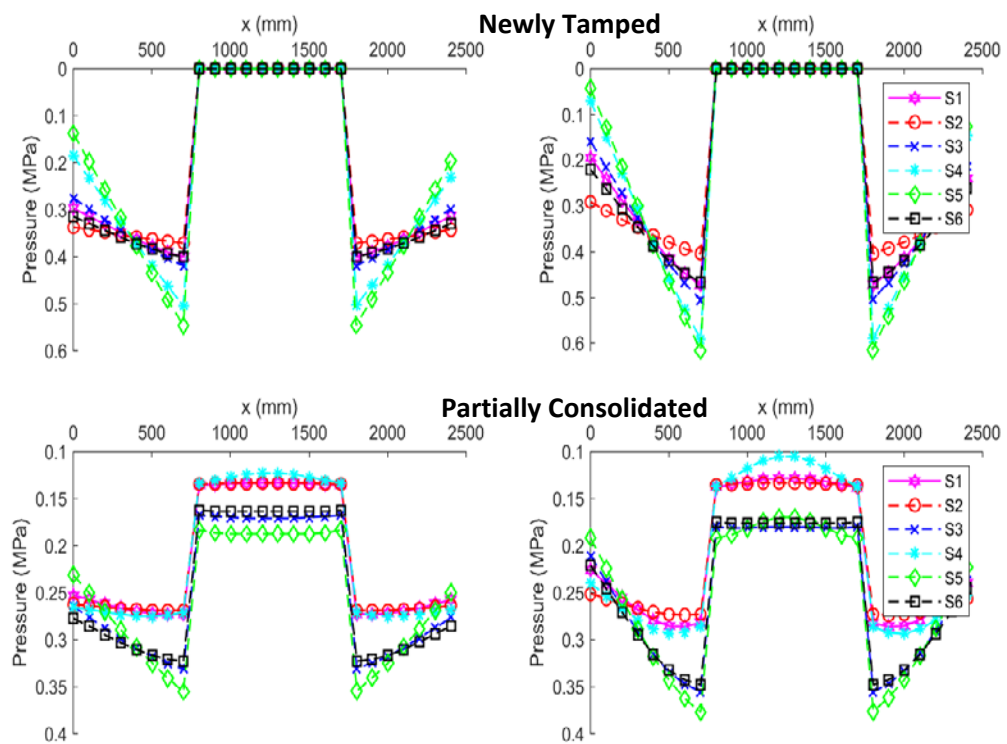 x (mm)
Newly Tamped
x (mm)
0 500 1000 1500 2000 2500
0 500 1000 1500 2000 2500
0
0.1
0.2
0.3
0.4
0.5
0.6
Pressure (MPa)
0
0.1
0.2
0.3
0.4
0.5
0.6
Pressure (MPa)
S1
S2
S3
S4
S5
S6
x (mm)
Partially Consolidated
x (mm)
0 500 1000 1500 2000 2500
0 500 1000 1500 2000 2500
0.1
0.15
0.2
0.25
0.3
0.35
0.4
Pressure (MPa)
0.1
0.15
0.2
0.25
0.3
0.35
0.4
Pressure (MPa)
S1
S2
S3
S4
S5
S6